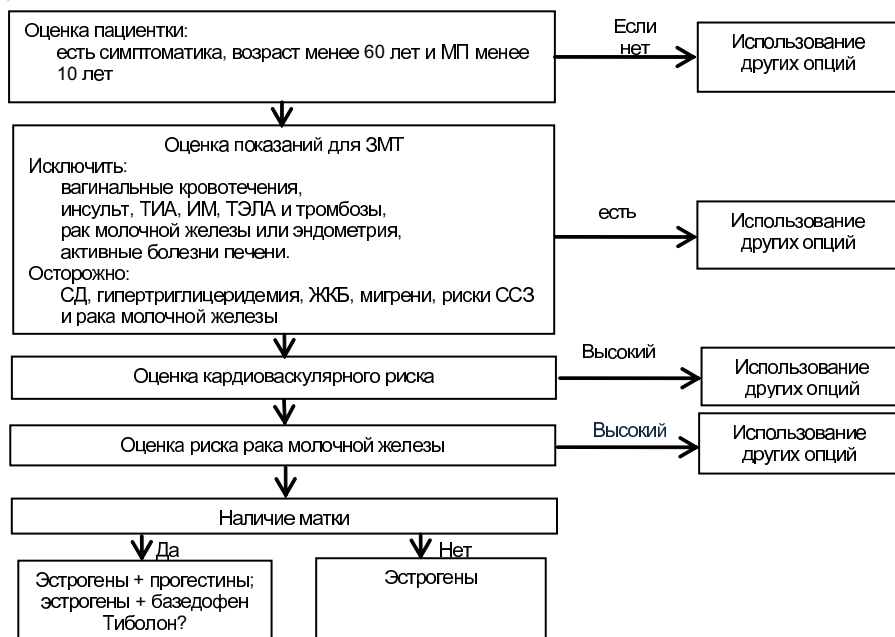 Оценка пациентки:
есть симптоматика, возраст менее 60 лет и МП менее
10 лет
Если
нет
Использование
других опций
Оценка показаний для ЗМТ
Исключить:
вагинальные кровотечения,
инсульт, ТИА, ИМ, ТЭЛА и тромбозы,
рак молочной железы или эндометрия,
активные болезни печени.
Осторожно:
СД, гипертриглицеридемия, ЖКБ, мигрени, риски ССЗ
и рака молочной железы
есть
Использование
других опций
Оценка кардиоваскулярного риска
Высокий
Использование
других опций
Оценка риска рака молочной железы
Высокий
Использование
других опций
Наличие матки
Да
Нет
Эстрогены + прогестины;
эстрогены + базедофен
Тиболон?
Эстрогены